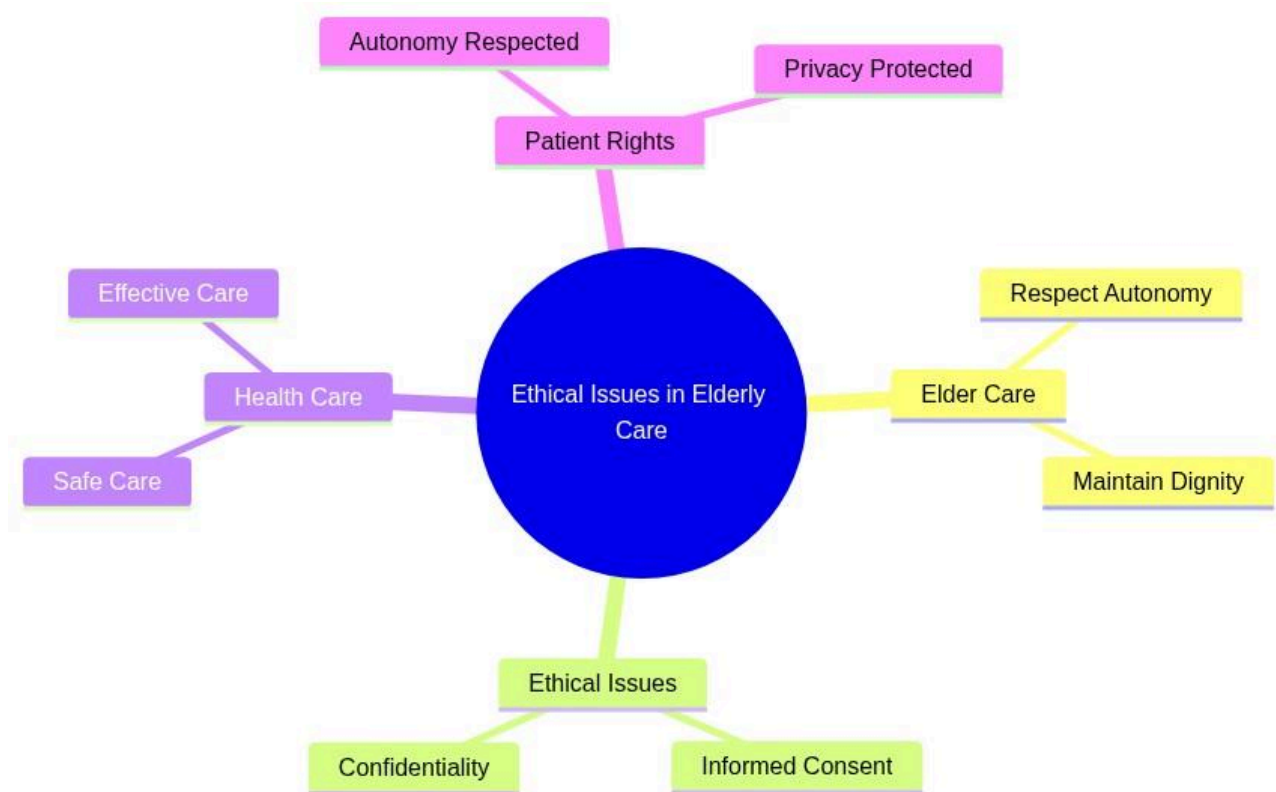 Autonomy Respected
Privacy Protected
Patient Rights
Effective Care
Respect Autonomy
Health Care
Elder Care
Ethical Issues in Elderly
Care
Safe Care
Maintain Dignity
Ethical Issues
Confidentiality
Informed Consent